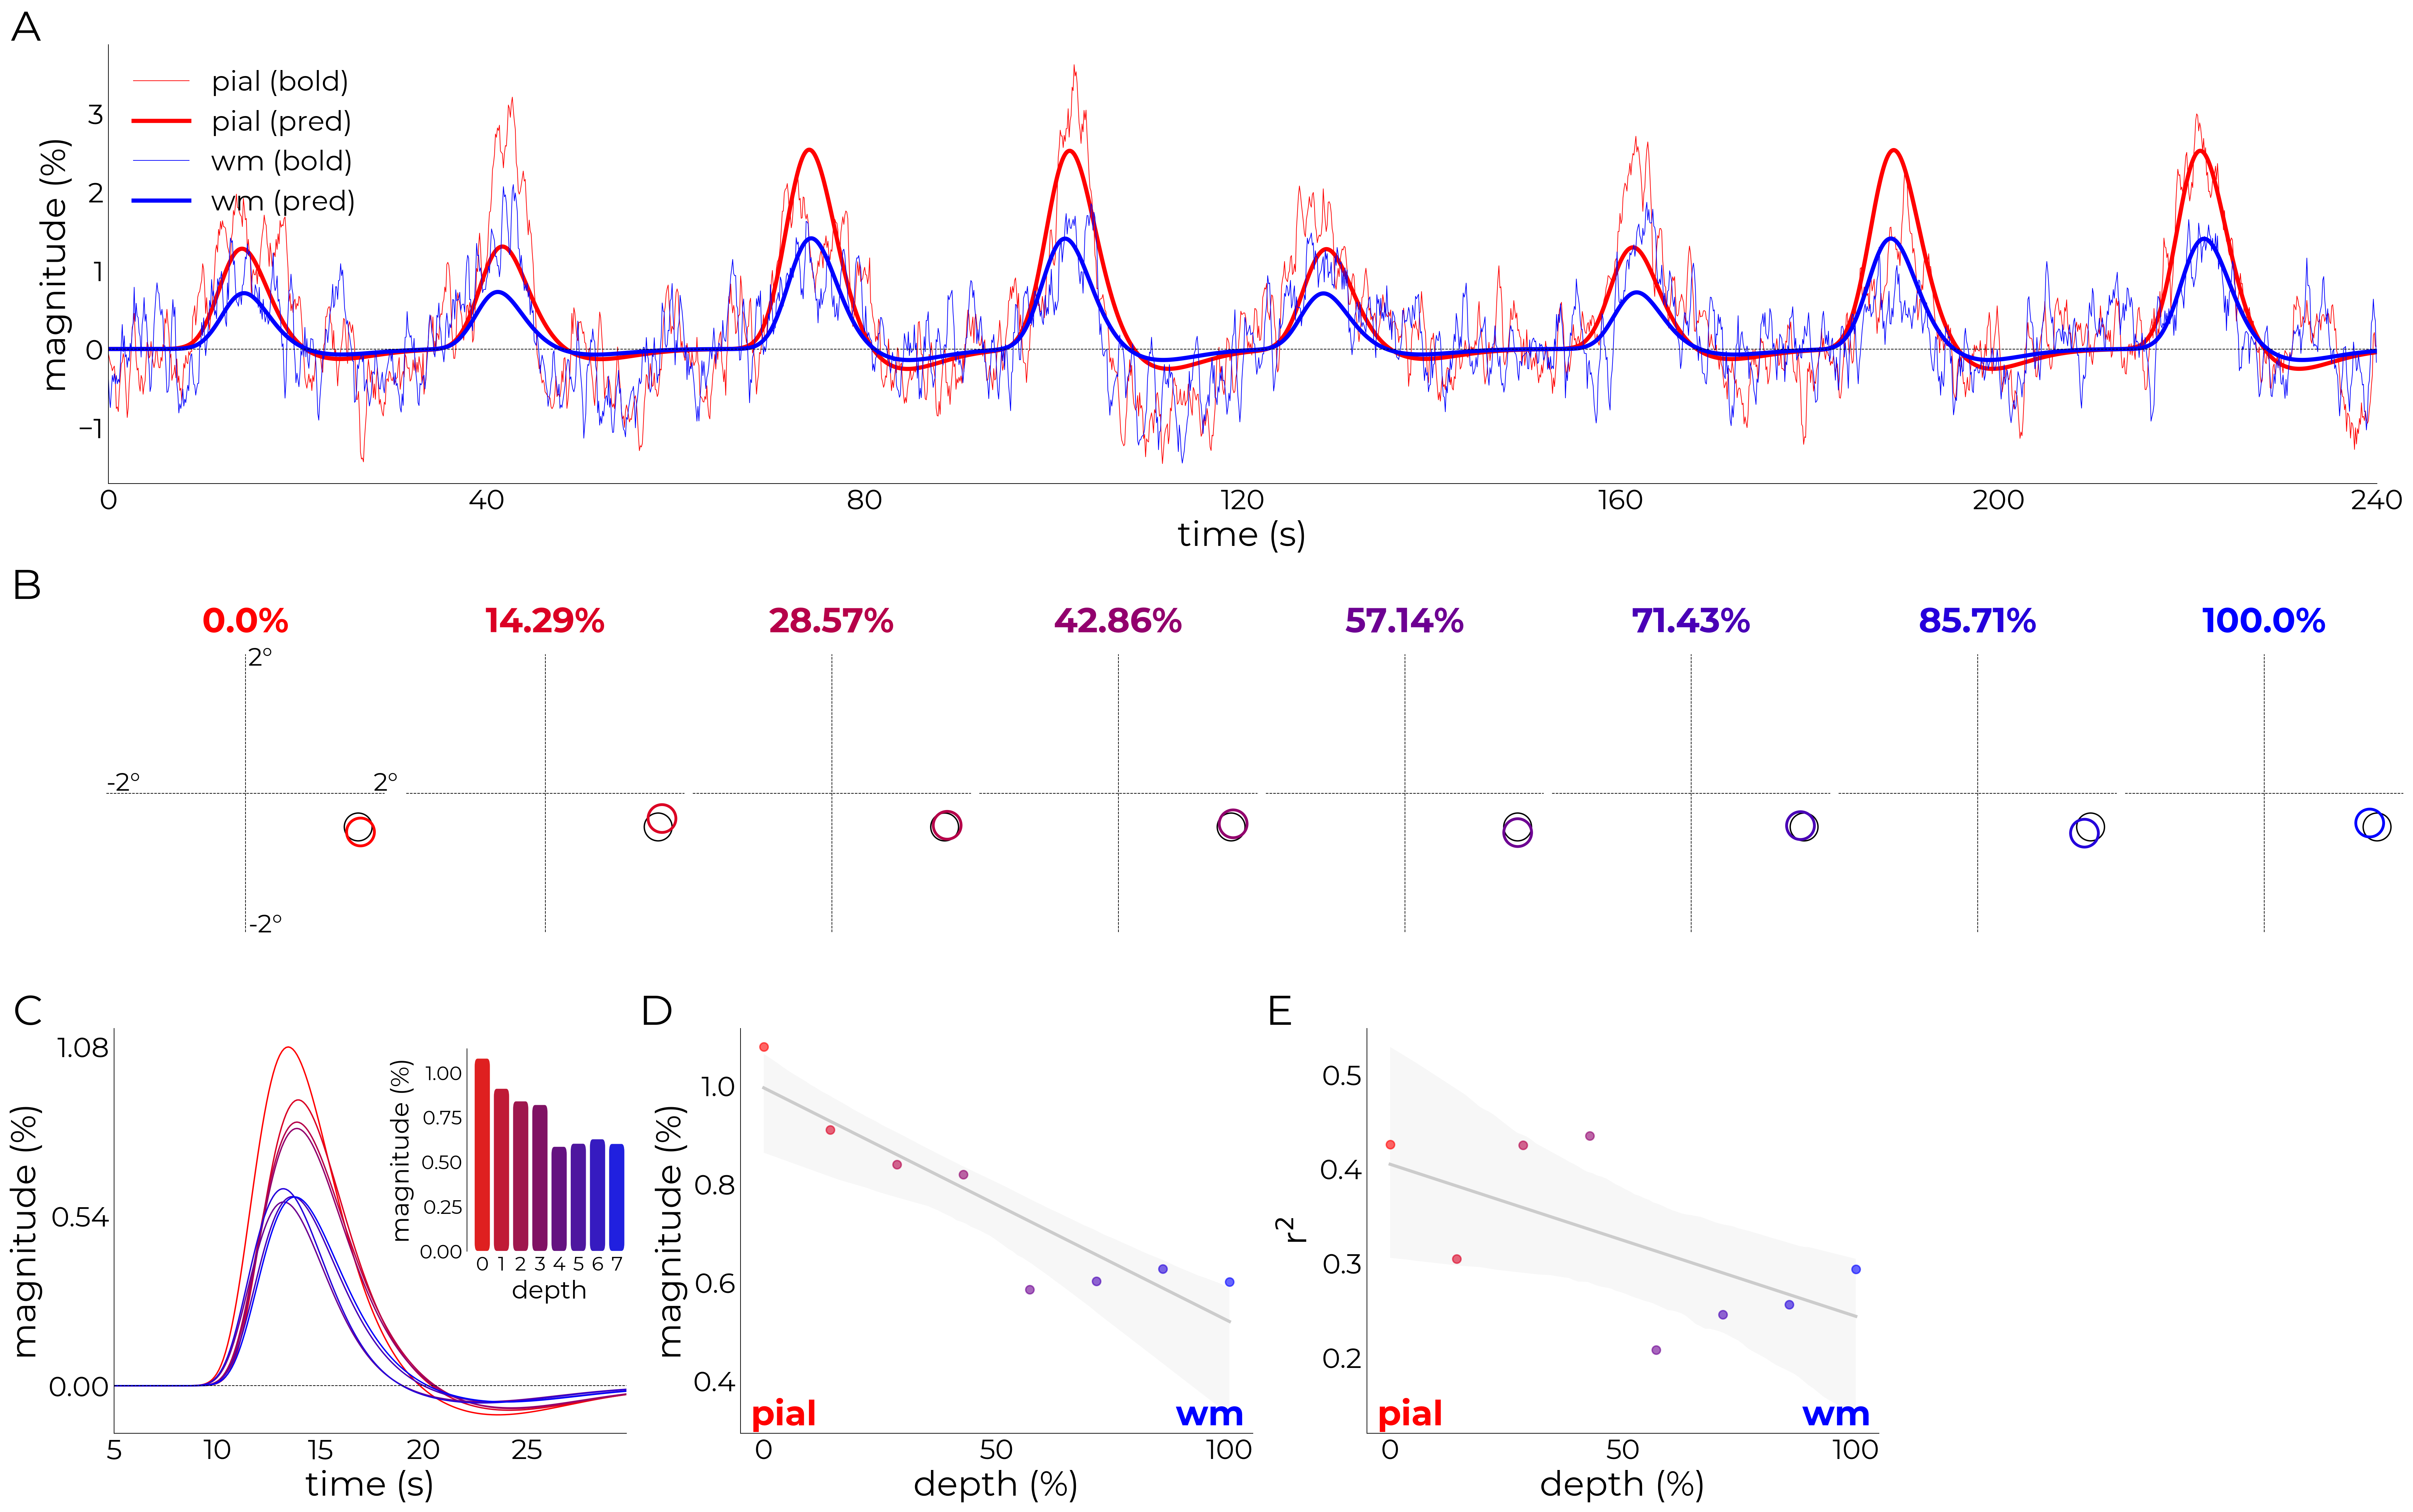 A
pial (bold)
pial (pred)
wm (bold)
wm (pred)
magnitude (%)
3
2
1
0
−1
0 40 80 120 160 200 240
time (s)
B
0.0% 14.29% 28.57% 42.86% 57.14% 71.43% 85.71% 100.0%
2°
-2° 2°
-2°
C
magnitude (%)
1.08
0.54
0.00
5 10 15 20 25
time (s)
magnitude (%)
1.00
0.75
0.50
0.25
0.00
0 1 2 3 4 5 6 7
depth
D
magnitude (%)
1.0
0.8
0.6
0.4
pial wm
0 50 100
depth (%)
E
r²
0.5
0.4
0.3
0.2
pial wm
0 50 100
depth (%)